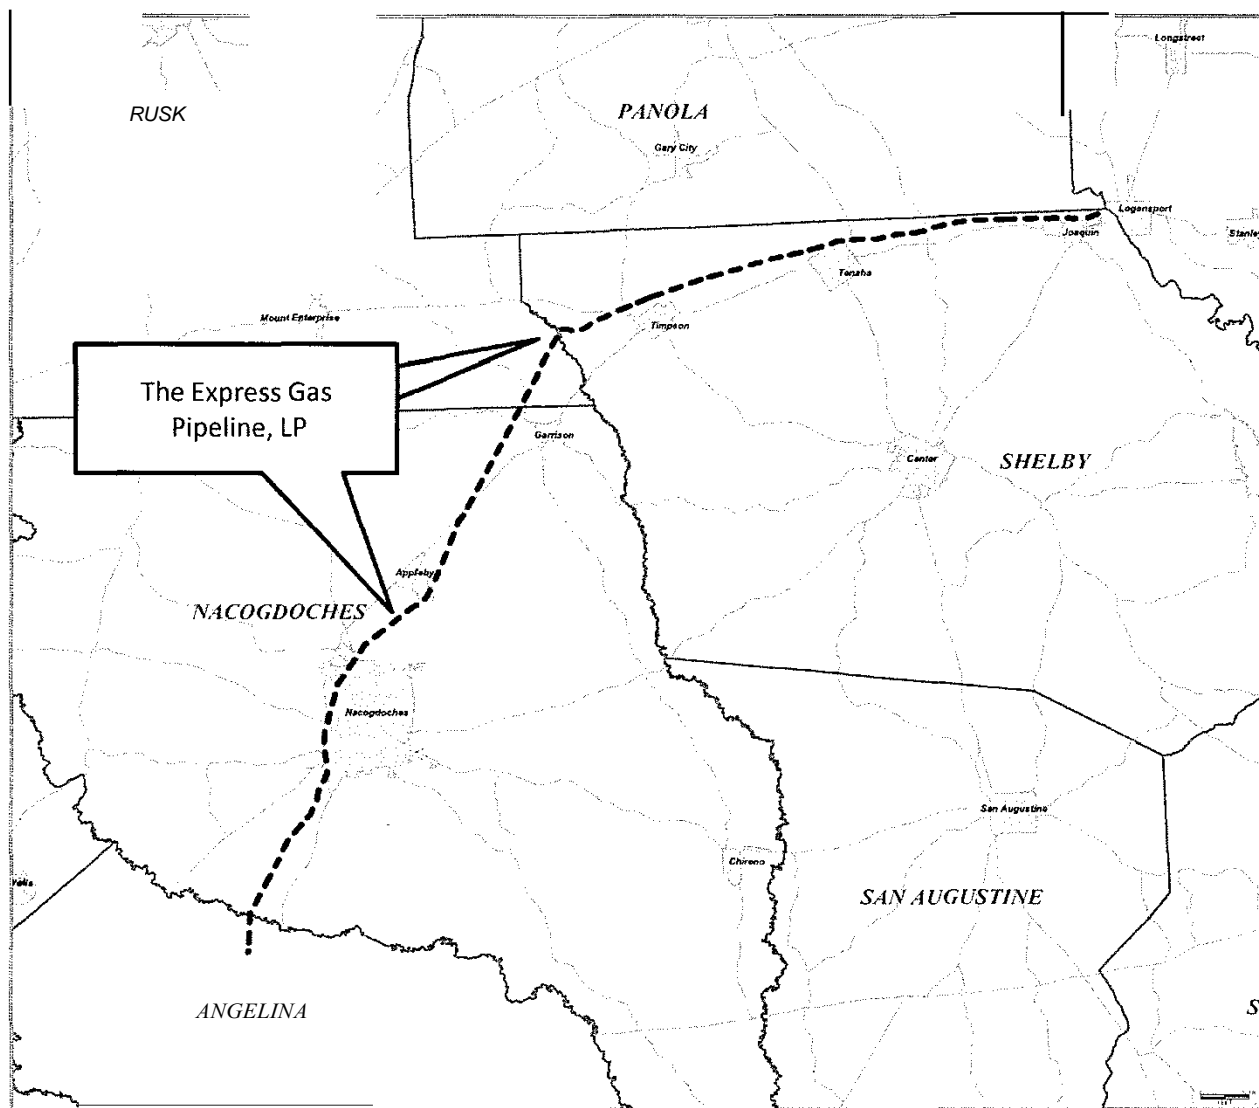 Longstreet
RUSK
PANOLA
Gary City
Logansport
Joaquin
Stanley
Tenaha
Mount Enterprise
Timpson
The Express Gas
Pipeline, LP
Garrison
Center
SHELBY
Appleby
NACOGDOCHES
Nacogdoches
San Augustine
Chireno
Wells
SAN AUGUSTINE
ANGELINA
S